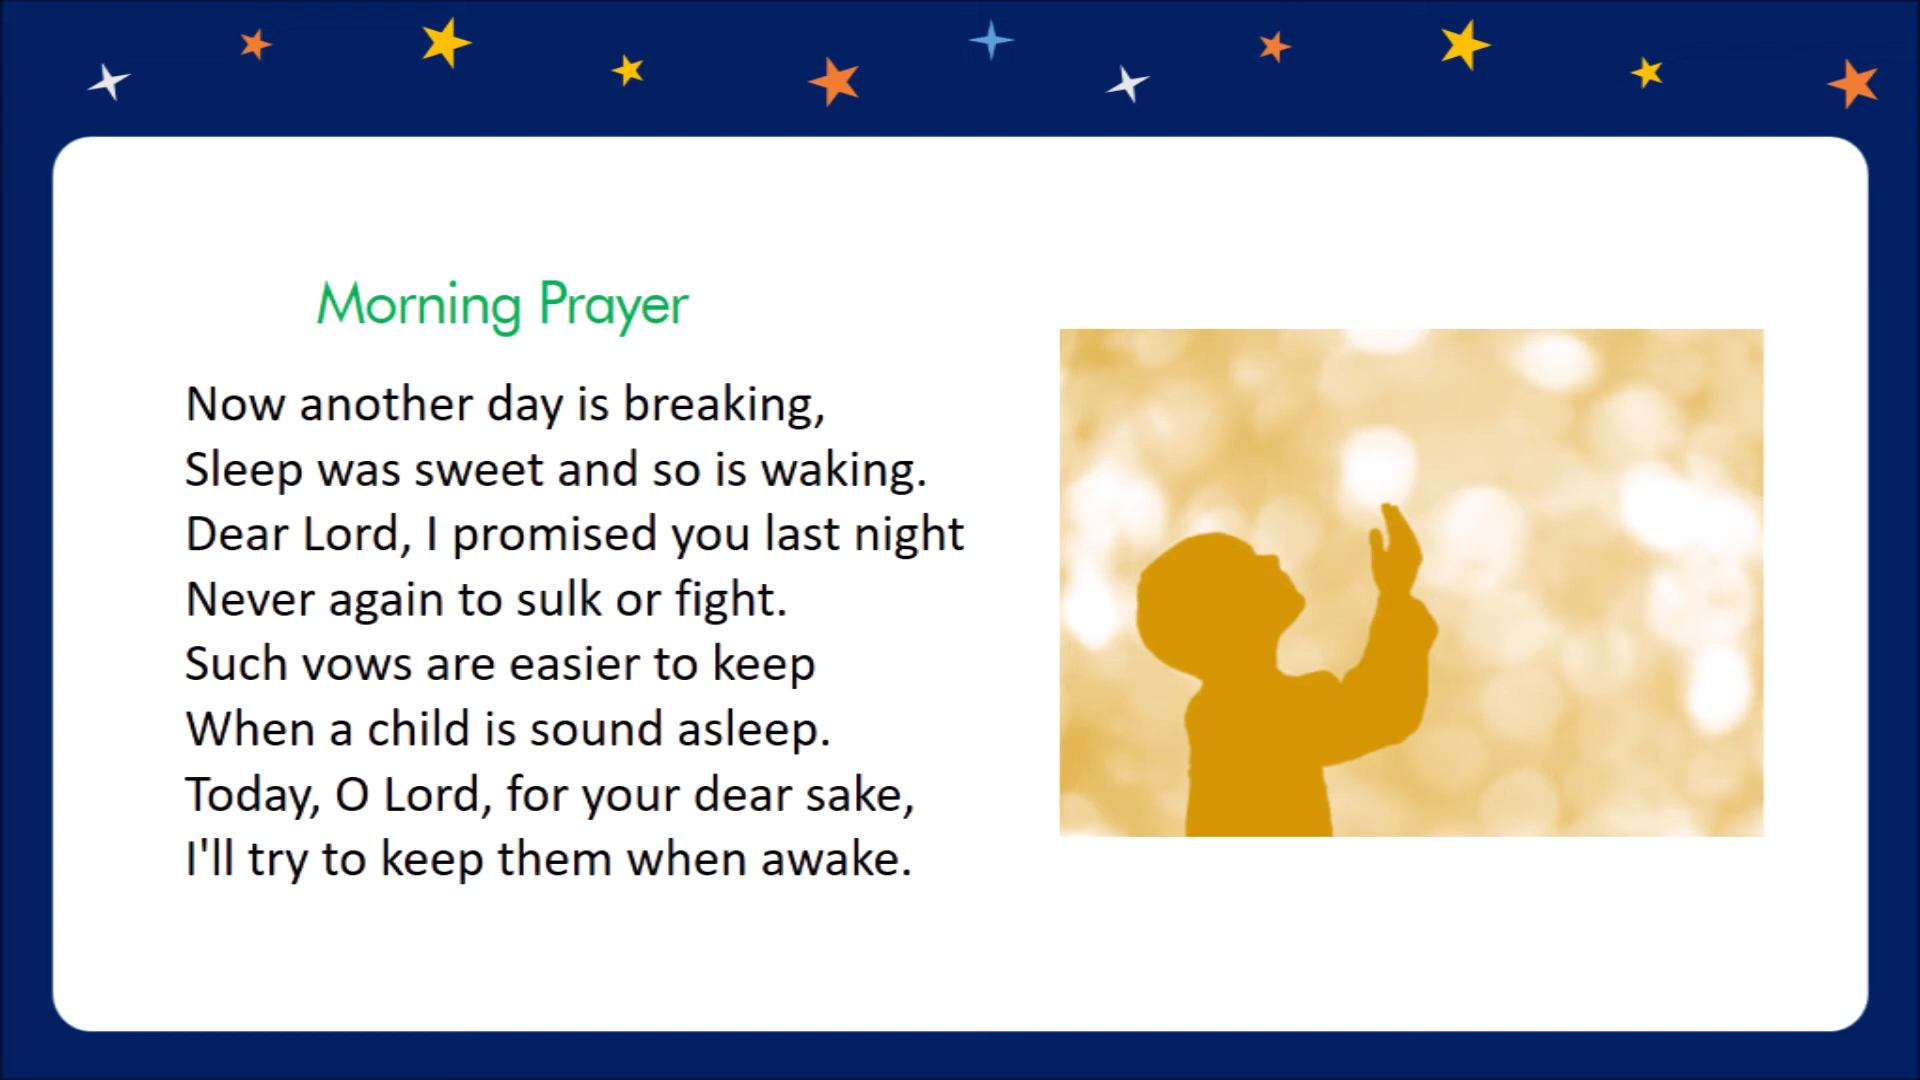 Morning Prayer
Now another day is breaking,
Sleep was sweet and so is waking.
Dear Lord, I promised you last night
Never again to sulk or fight.
Such vows are easier to keep
When a child is sound asleep.
Today, O Lord, for your dear sake,
I'll try to keep them when awake.